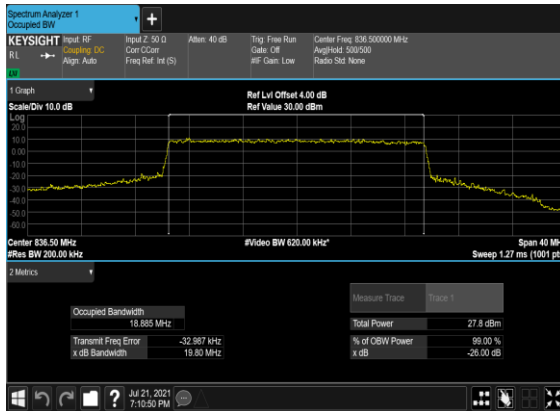 Spectrum Analyzer 1
Occupied BW
KEYSIGHT
Input: RF
Input Z: 50 Ω
Atten: 40 dB
Trig: Free Run
Center Freq: 836.500000 MHz
RL
Coupling: DC
Corr CCorr
Gate: Off
Avg|Hold: 500/500
Align: Auto
Freq Ref: Int (S)
#IF Gain: Low
Radio Std: None
LXI
1 Graph
Ref Lvl Offset 4.00 dB
Scale/Div 10.0 dB
Ref Value 30.00 dBm
Log
20.0
10.0
0.00
-10.0
-20.0
-30.0
-40.0
-50.0
-60.0
Center 836.50 MHz
#Video BW 620.00 kHz*
Span 40 MH
#Res BW 200.00 kHz
Sweep 1.27 ms (1001 pt
2 Metrics
Measure Trace
Trace 1
Occupied Bandwidth
18.885 MHz
Total Power
27.8 dBm
Transmit Freq Error
-32.987 kHz
% of OBW Power
99.00 %
x dB Bandwidth
19.80 MHz
x dB
-26.00 dB
?
Jul 21, 2021
7:10:50 PM